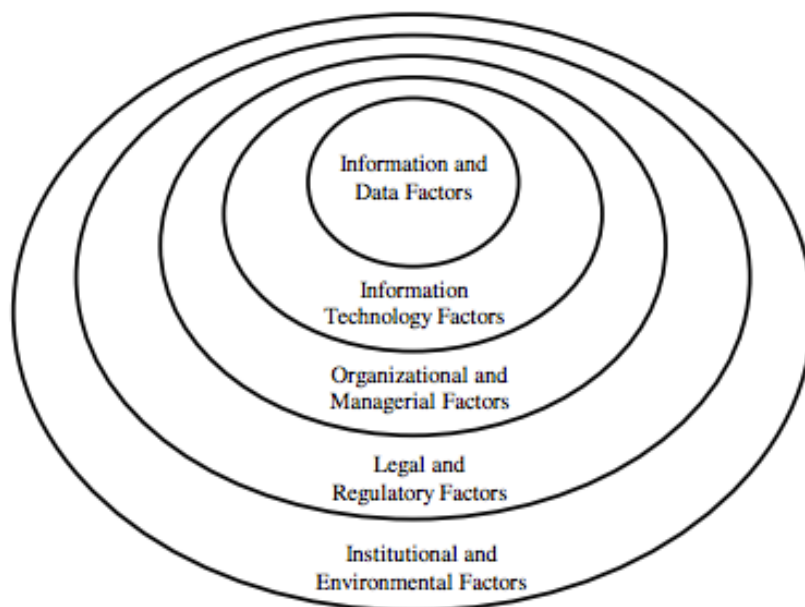 Information and
Data Factors
Information
Technology Factors
Organizational and
Managerial Factors
Legal and
Regulatory Factors
Institutional and
Environmental Factors